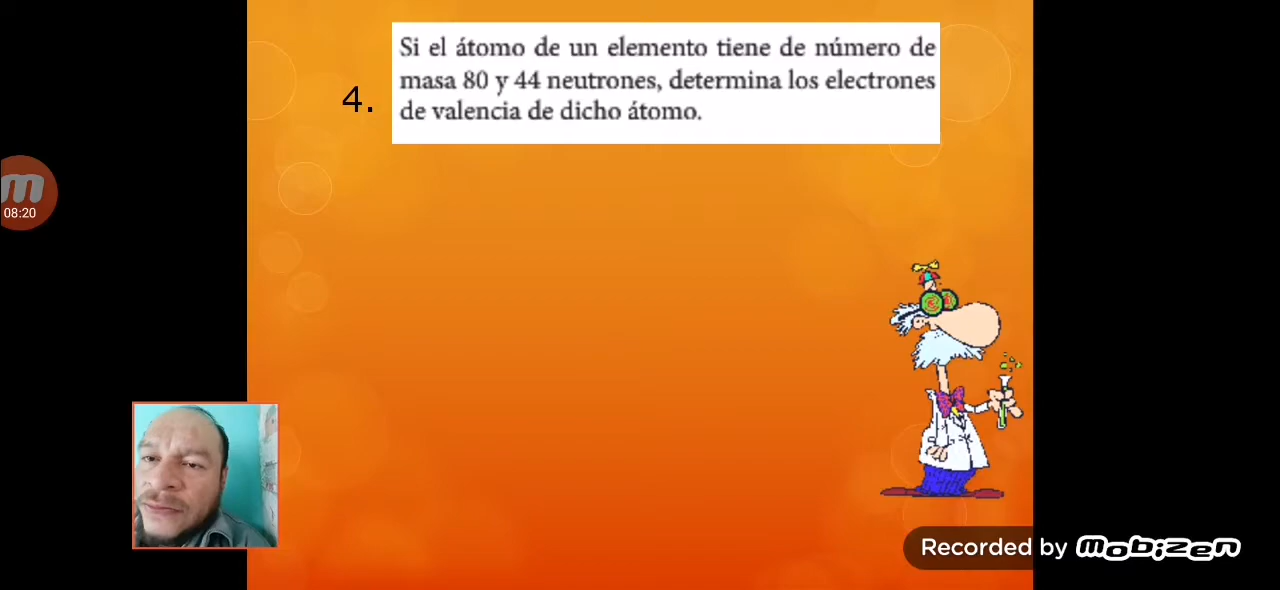 Si el átomo de un elemento tiene de número de
masa 80 y 44 neutrones, determina los electrones
4.
de valencia de dicho átomo.
m
08:20
Recorded by mobizen